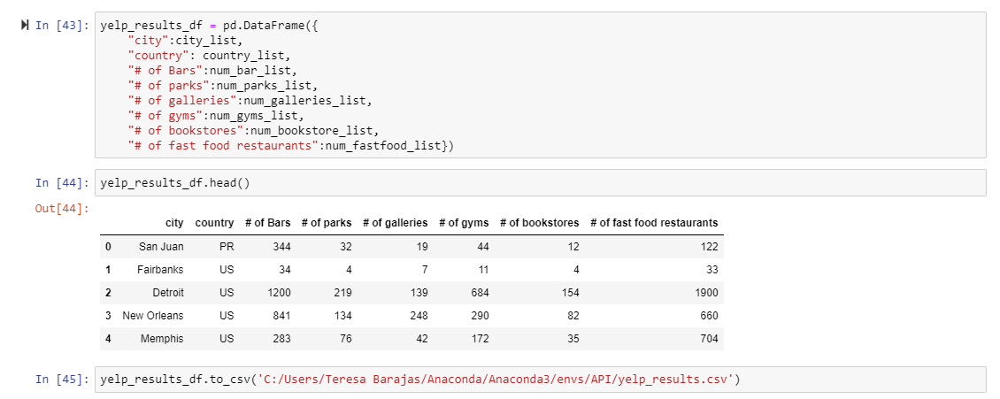 In [43]: yelp_results_df = pd.DataFrame({
"city":city_list,
"country": country_list,
"# of Bars":num_bar_list,
"# of parks":num_parks_list,
"# of galleries":num_galleries_list,
"# of gyms":num_gyms_list,
"# of bookstores":num_bookstore_list,
"# of fast food restaurants":num_fastfood_list})
In [44]: yelp_results_df.head()
Out[44]:
city country # of Bars # of parks # of galleries # of gyms # of bookstores # of fast food restaurants
0 San Juan PR 344 32 19 44 12 122
1 Fairbanks US 34 4 7 11 4 33
2 Detroit US 1200 219 139 684 154 1900
3 New Orleans US 841 134 248 290 82 660
4 Memphis US 283 76 42 172 35 704
In [45]: yelp_results_df.to_csv('C:/Users/Teresa Barajas/Anaconda/Anaconda3/envs/API/yelp_results.csv')